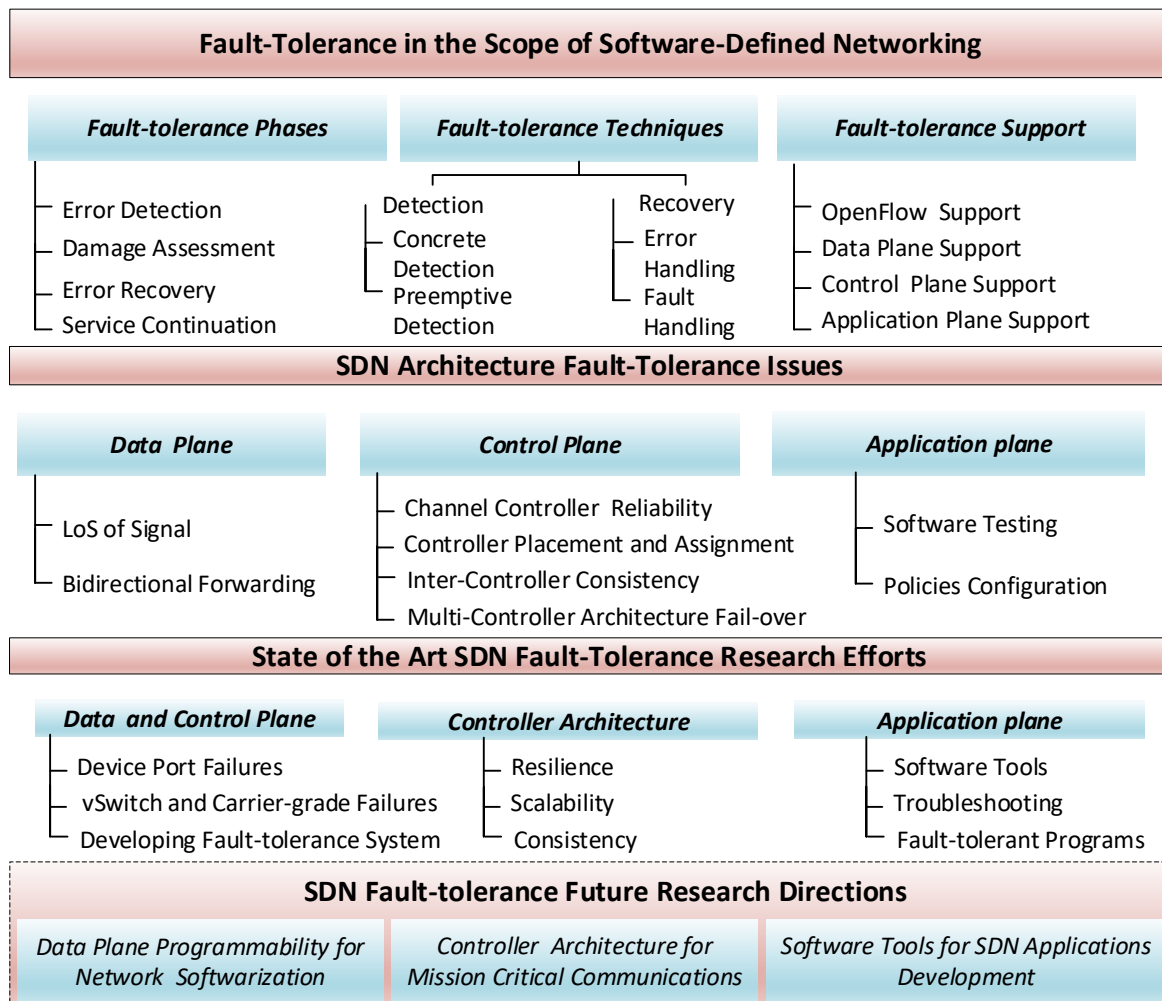 Fault-Tolerance in the Scope of Software-Defined Networking
Fault-tolerance Phases
Error Detection
Damage Assessment
Error Recovery
Service Continuation
Fault-tolerance Techniques
Detection
Concrete
Detection
Preemptive
Detection
Recovery
Error
Handling
Fault
Handling
Fault-tolerance Support
OpenFlow Support
Data Plane Support
Control Plane Support
Application Plane Support
SDN Architecture Fault-Tolerance Issues
Data Plane
LoS of Signal
Bidirectional Forwarding
Control Plane
Channel Controller Reliability
Controller Placement and Assignment
Inter-Controller Consistency
Multi-Controller Architecture Fail-over
Application plane
Software Testing
Policies Configuration
State of the Art SDN Fault-Tolerance Research Efforts
Data and Control Plane
Device Port Failures
vSwitch and Carrier-grade Failures
Developing Fault-tolerance System
Controller Architecture
Resilience
Scalability
Consistency
Application plane
Software Tools
Troubleshooting
Fault-tolerant Programs
SDN Fault-tolerance Future Research Directions
Data Plane Programmability for
Network Softwarization
Controller Architecture for
Mission Critical Communications
Software Tools for SDN Applications
Development